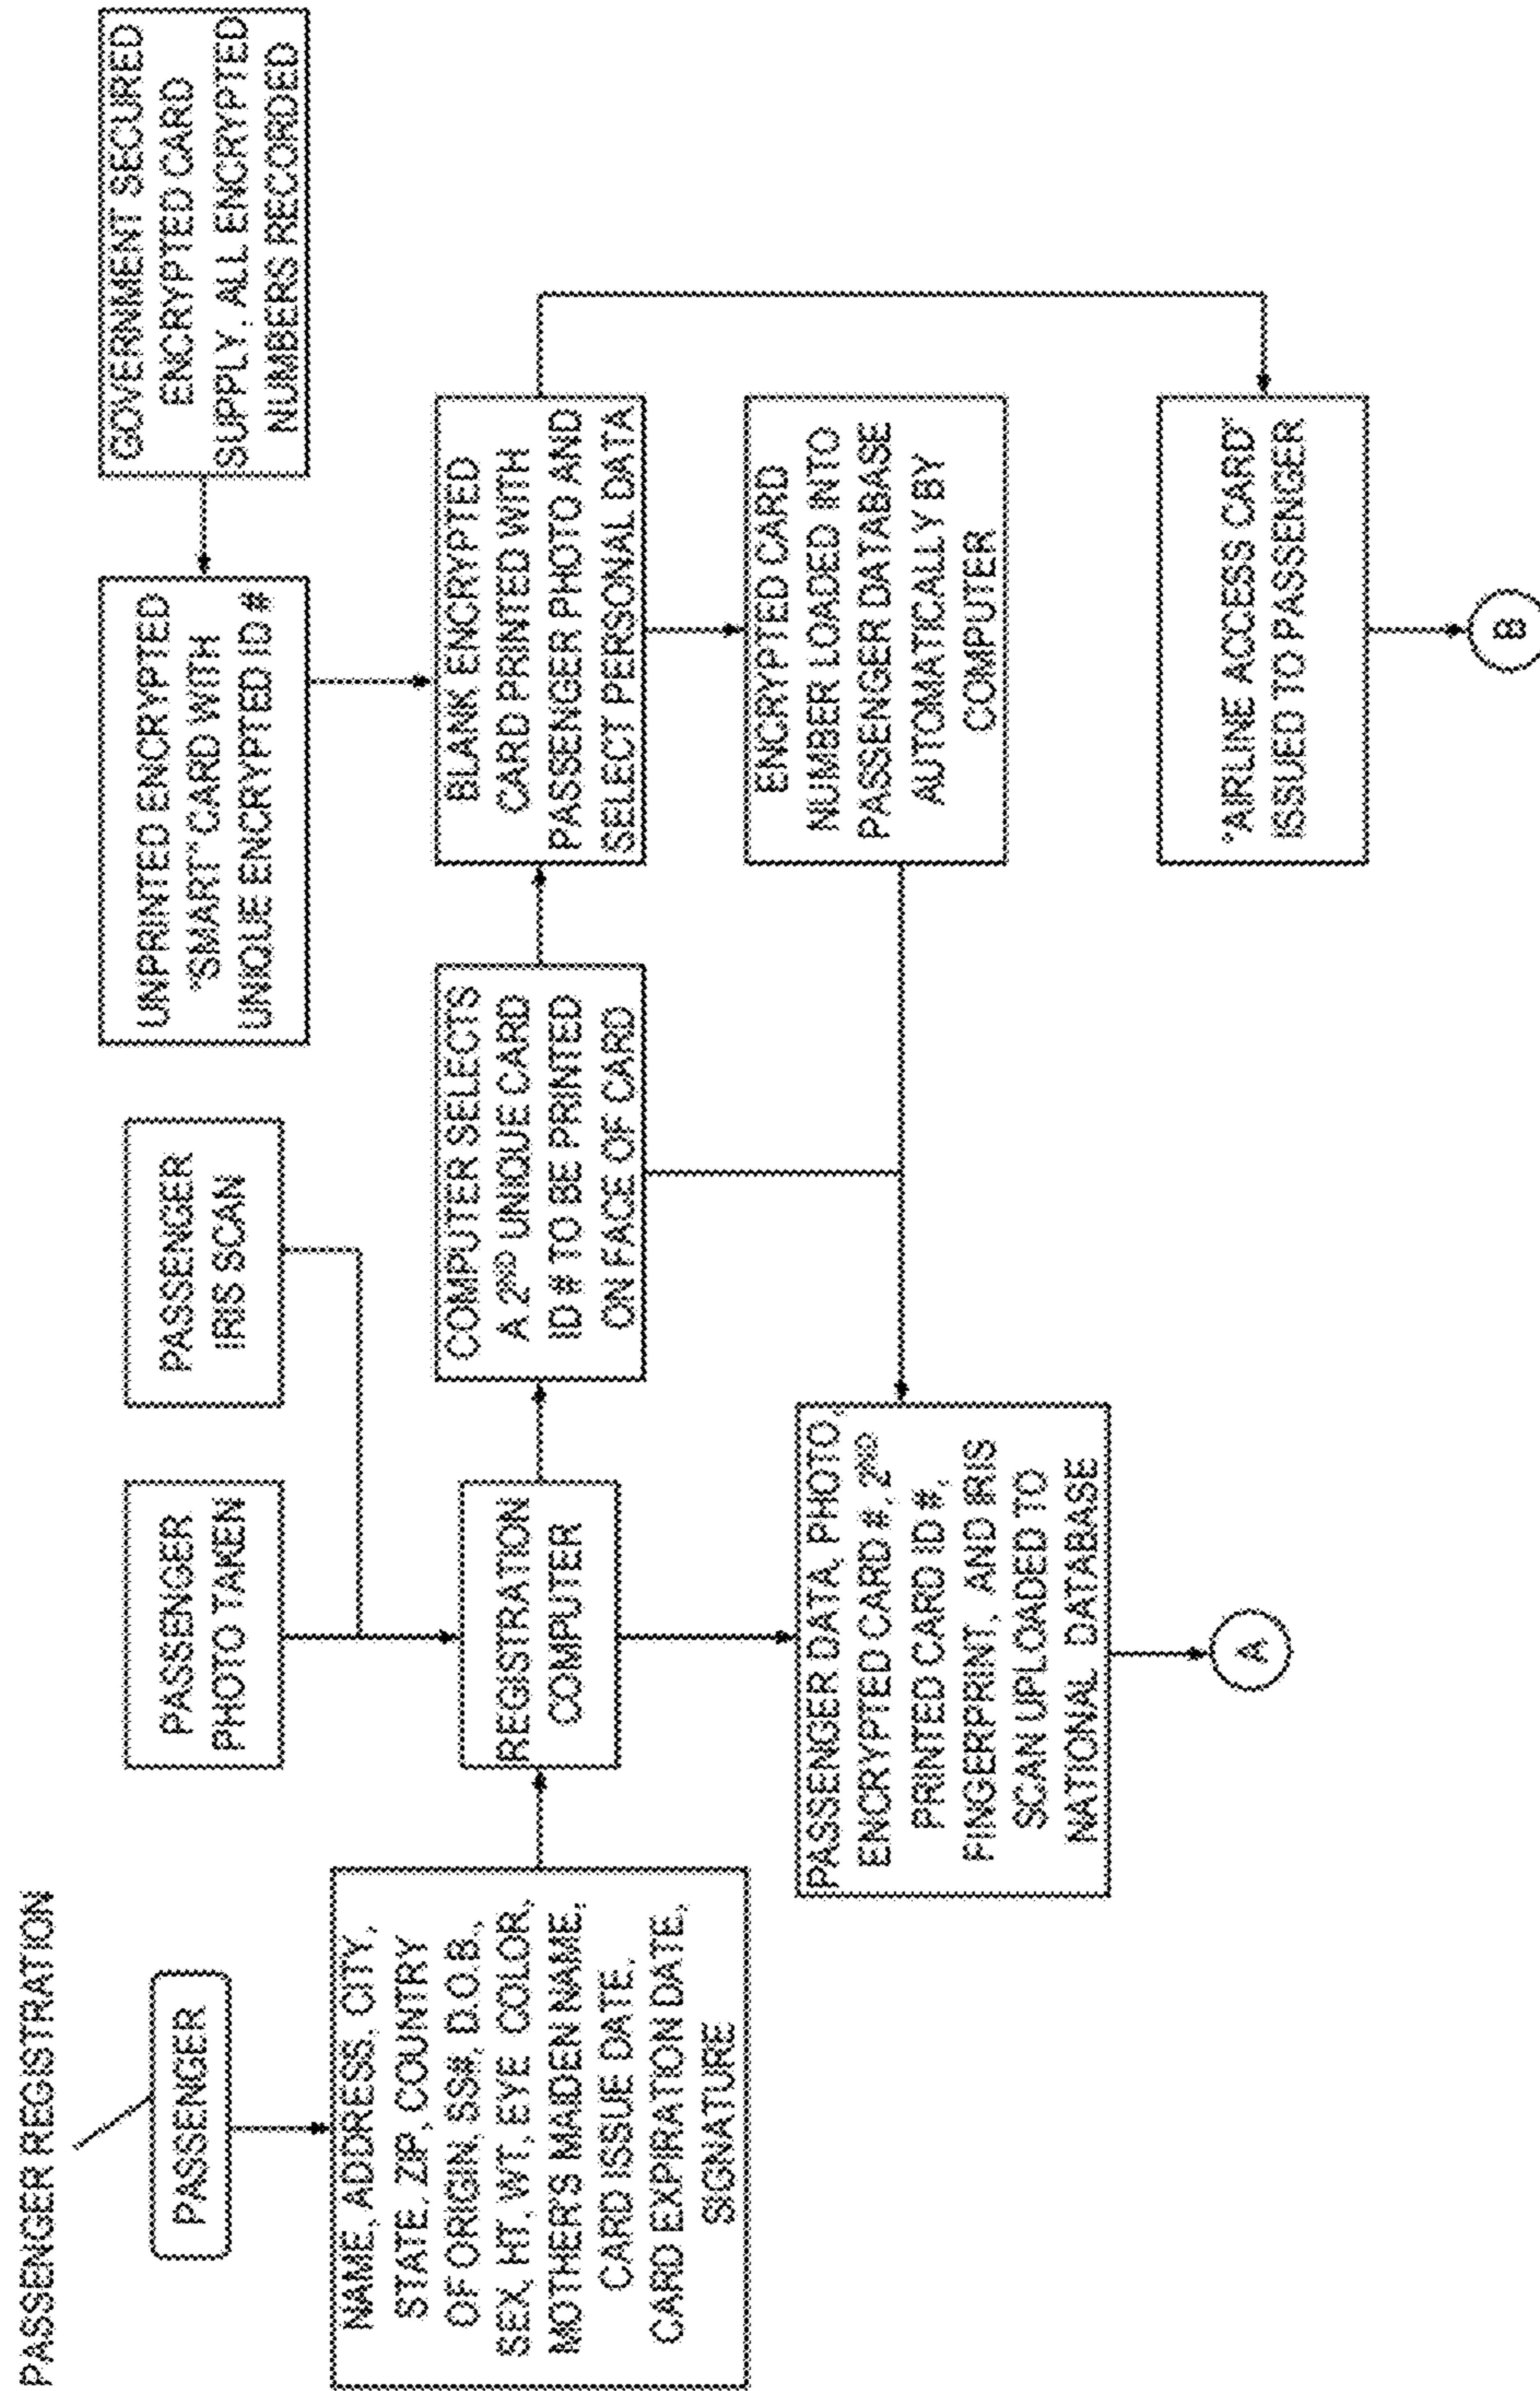 PASSENGER REGISTRATION
PASSENGER
NAME, ADDRESS, CITY,
STATE, ZIP, COUNTRY
OF ORIGIN, SS#, D.O.B.,
SEX, HT, WT, EYE COLOR,
MOTHER'S MAIDEN NAME,
CARD ISSUE DATE,
CARD EXPIRATION DATE,
SIGNATURE
PASSENGER
PHOTO TAKEN
PASSENGER
IRIS SCAN
REGISTRATION
COMPUTER
PASSENGER DATA, PHOTO,
ENCRYPTED CARD #, 2ND
PRINTED CARD ID #,
FINGERPRINT, AND IRIS
SCAN UPLOADED TO
NATIONAL DATABASE
A
COMPUTER SELECTS
A 2ND UNIQUE CARD
ID # TO BE PRINTED
ON FACE OF CARD
UNPRINTED ENCRYPTED
"SMART" CARD WITH
UNIQUE ENCRYPTED ID #
GOVERNMENT SECURED
ENCRYPTED CARD
SUPPLY, ALL ENCRYPTED
NUMBERS RECORDED
BLANK ENCRYPTED
CARD PRINTED WITH
PASSENGER PHOTO AND
SELECT PERSONAL DATA
ENCRYPTED CARD
NUMBER LOADED INTO
PASSENGER DATABASE
AUTOMATICALLY BY
COMPUTER
"AIRLINE ACCESS CARD"
ISSUED TO PASSENGER
B